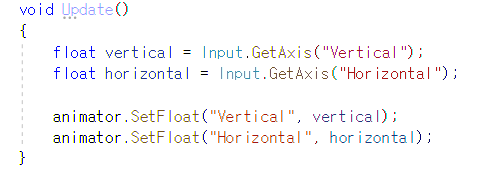 void Update()
{
float vertical = Input.GetAxis("Vertical");
float horizontal = Input.GetAxis("Horizontal");
animator.SetFloat("Vertical", vertical);
animator.SetFloat("Horizontal", horizontal);
}